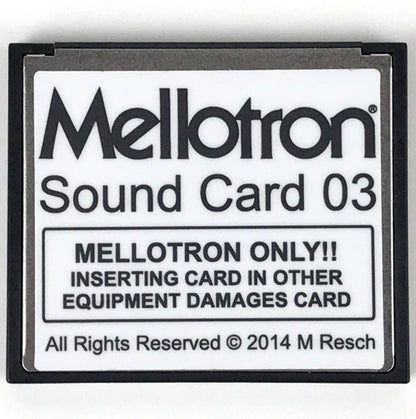 Mellotron®
Sound Card 03
MELLOTRON ONLY!!
INSERTING CARD IN OTHER
EQUIPMENT DAMAGES CARD
All Rights Reserved © 2014 M Resch